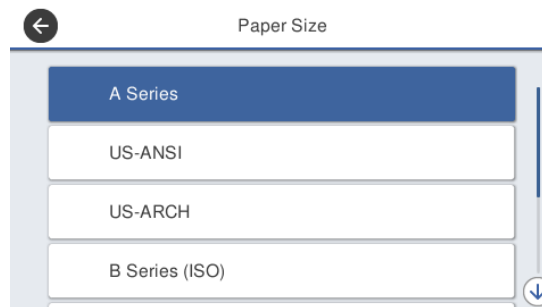 Paper Size
A Series
US-ANSI
US-ARCH
B Series (ISO)